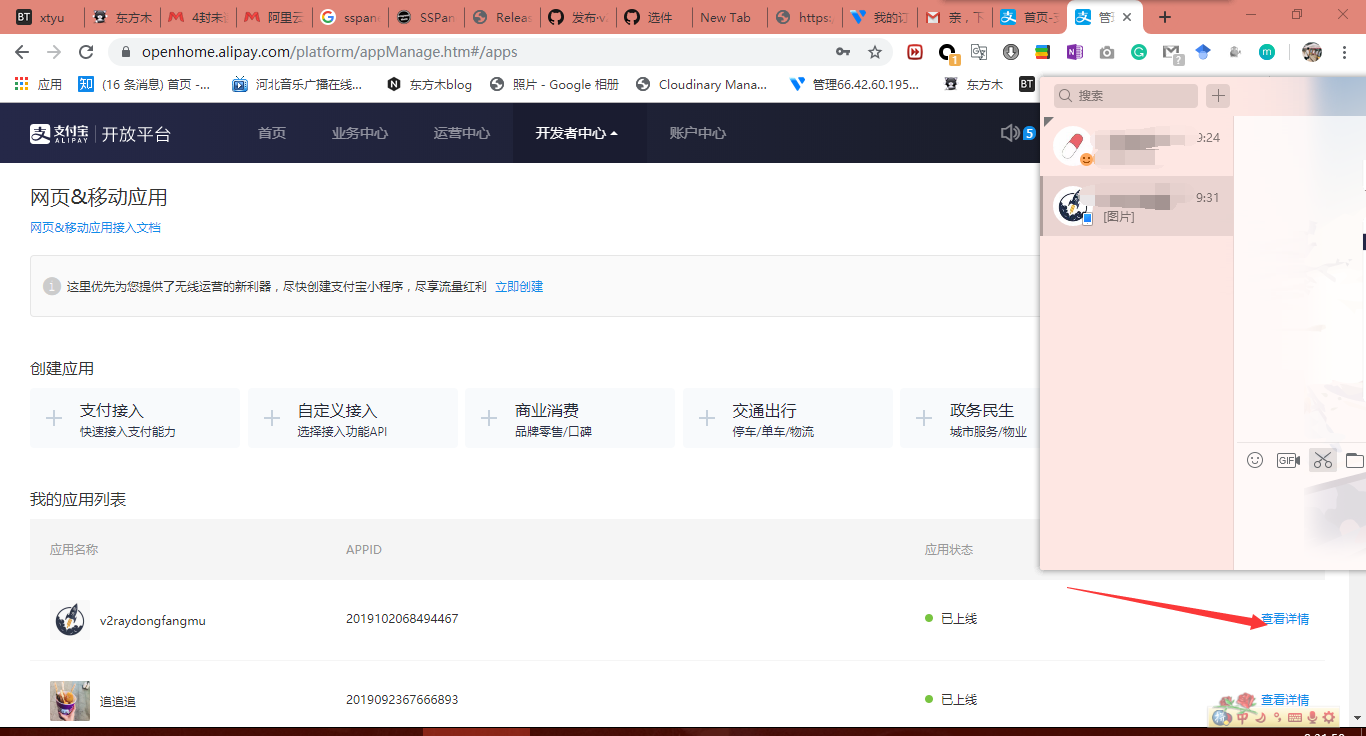 xtyu 东方木 4封未 阿里云 sspan SSPan Releas 发布·v. 选件 New Tab https: 我的订 亲，下 首页-支 管
openhome.alipay.com/platform/appManage.htm#/apps
应用 (16 条消息) 首页 -... 河北音乐广播在线... 东方木blog 照片 - Google 相册 Cloudinary Mana... 管理66.42.60.195... 东方木
支付宝 ALIPAY 开放平台 首页 业务中心 运营中心 开发者中心 账户中心 5
搜索
9:24
9:31
[图片]
GIF
网页&移动应用
网页&移动应用接入文档
1 这里优先为您提供了无线运营的新利器，尽快创建支付宝小程序，尽享流量红利 立即创建
创建应用
支付接入 自定义接入 商业消费 交通出行 政务民生
快速接入支付能力 选择接入功能API 品牌零售/口碑 停车/单车/物流 城市服务/物业
我的应用列表
应用名称 APPID 应用状态
v2raydongfangmu 2019102068494467 已上线 查看详情
追追追 2019092367666893 已上线 查看详情
中